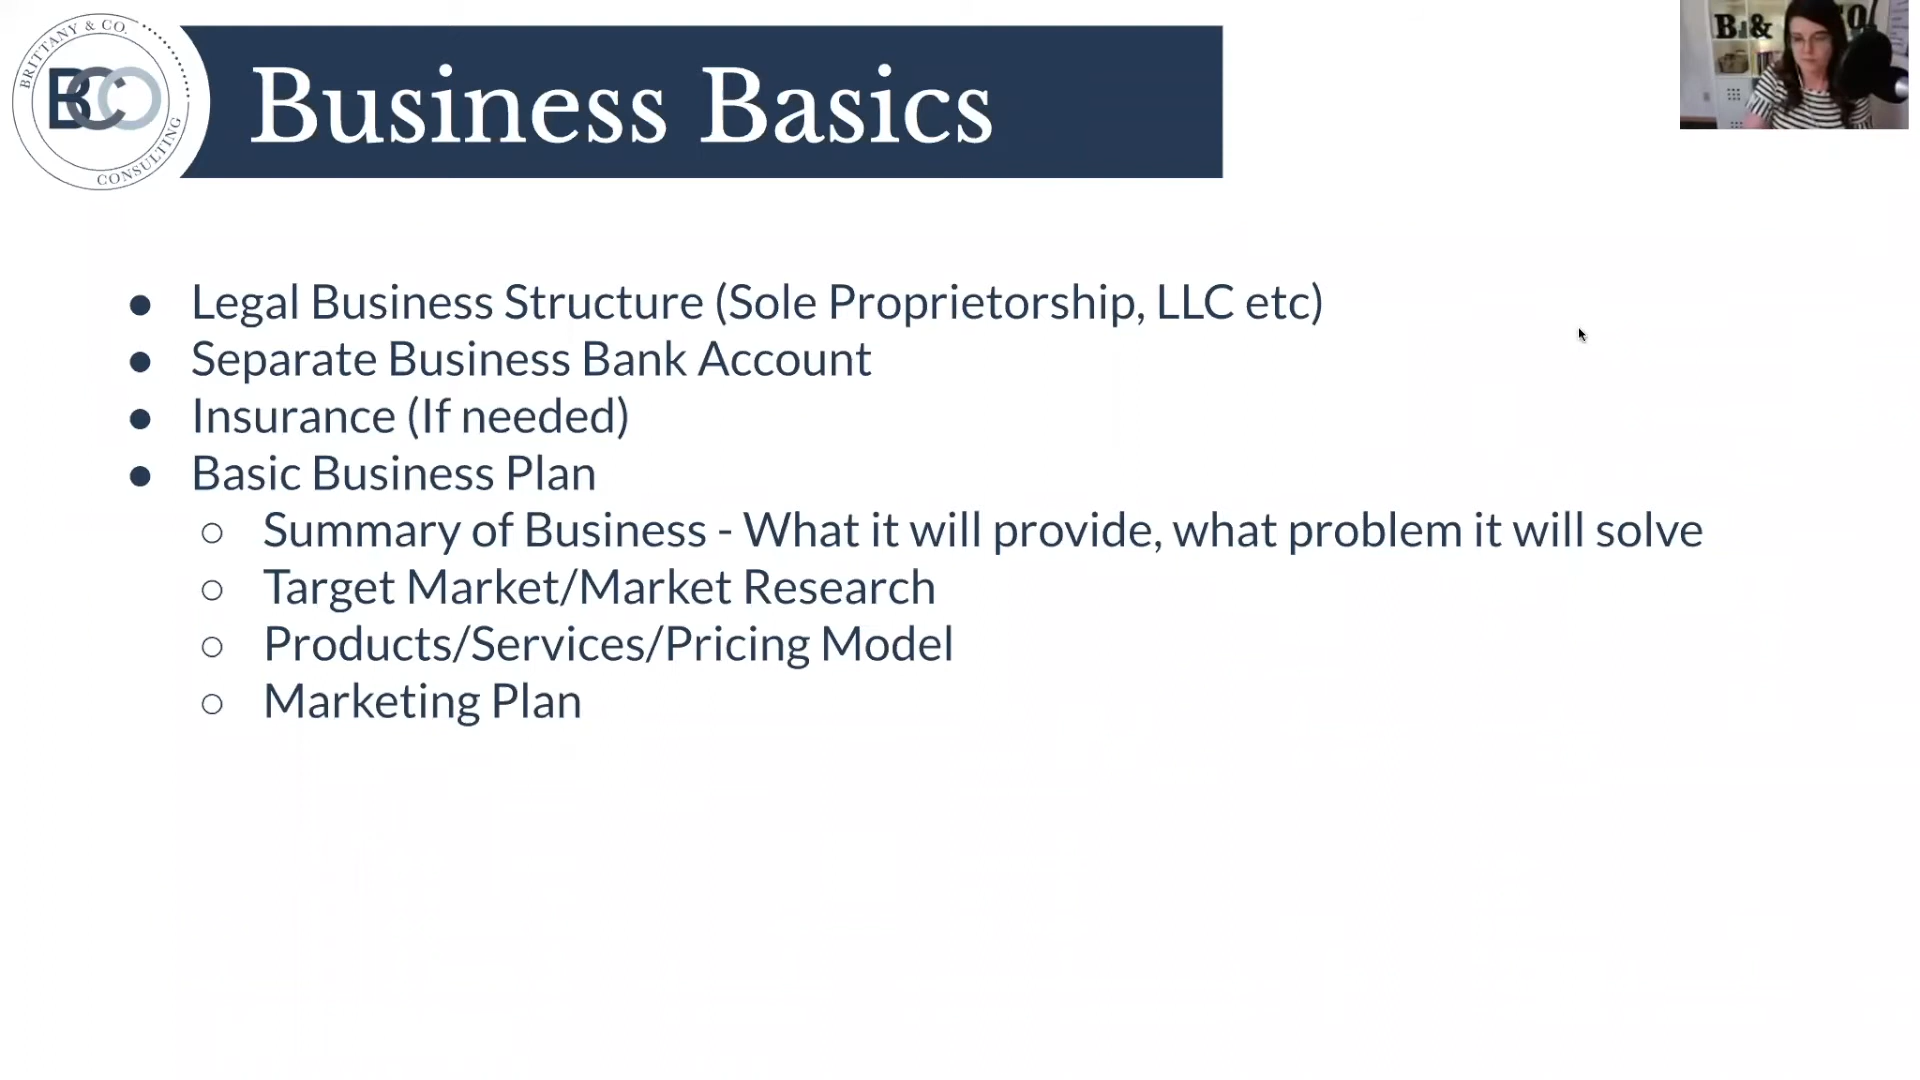 BRITTANY & CO.
BCO
CONSULTING
Business Basics
B &
● Legal Business Structure (Sole Proprietorship, LLC etc)
● Separate Business Bank Account
● Insurance (If needed)
● Basic Business Plan
○ Summary of Business - What it will provide, what problem it will solve
○ Target Market/Market Research
○ Products/Services/Pricing Model
○ Marketing Plan